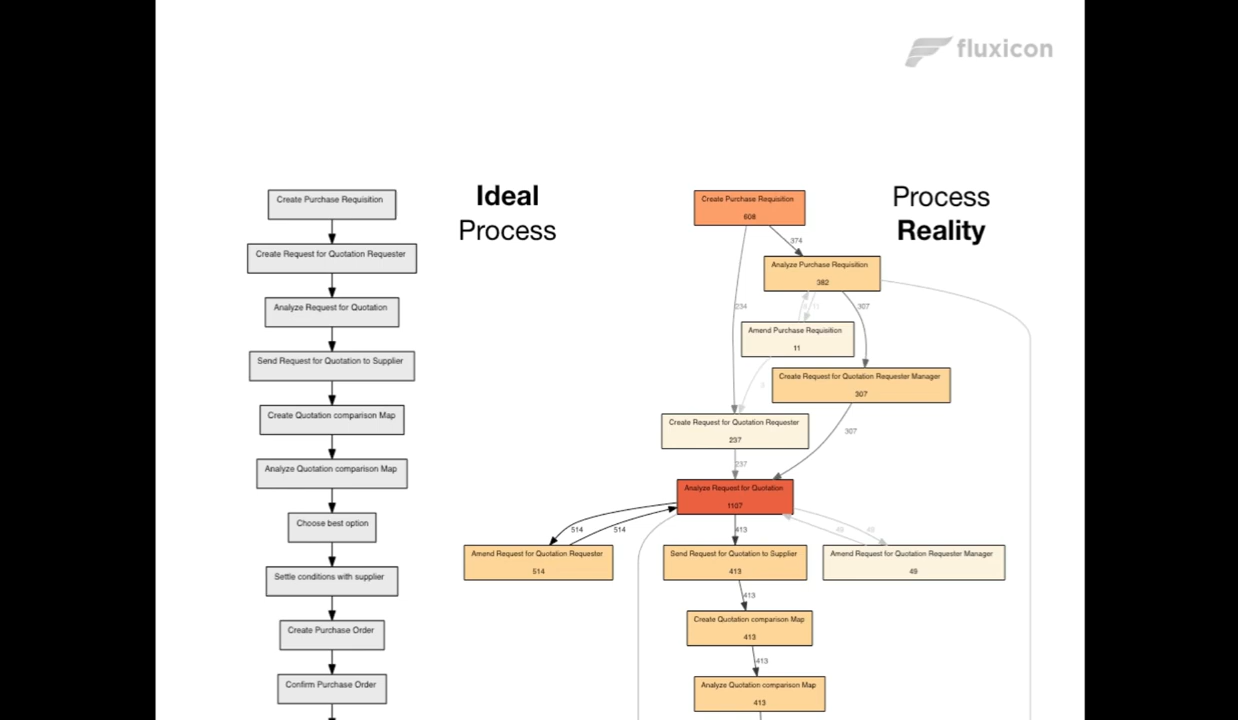 fluxicon
Ideal
Process
Process
Reality
Create Purchase Requisition
Create Request for Quotation Requester
Analyze Request for Quotation
Send Request for Quotation to Supplier
Create Quotation comparison Map
Analyze Quotation comparison Map
Choose best option
Settle conditions with supplier
Create Purchase Order
Confirm Purchase Order
Create Purchase Requisition
608
374
Analyze Purchase Requisition
382
234
11
307
Amend Purchase Requisition
11
Create Request for Quotation Requester Manager
307
Create Request for Quotation Requester
237
307
237
Analyze Request for Quotation
1107
514
514
413
49
49
Amend Request for Quotation Requester
514
Send Request for Quotation to Supplier
413
Amend Request for Quotation Requester Manager
49
413
Create Quotation comparison Map
413
413
Analyze Quotation comparison Map
413